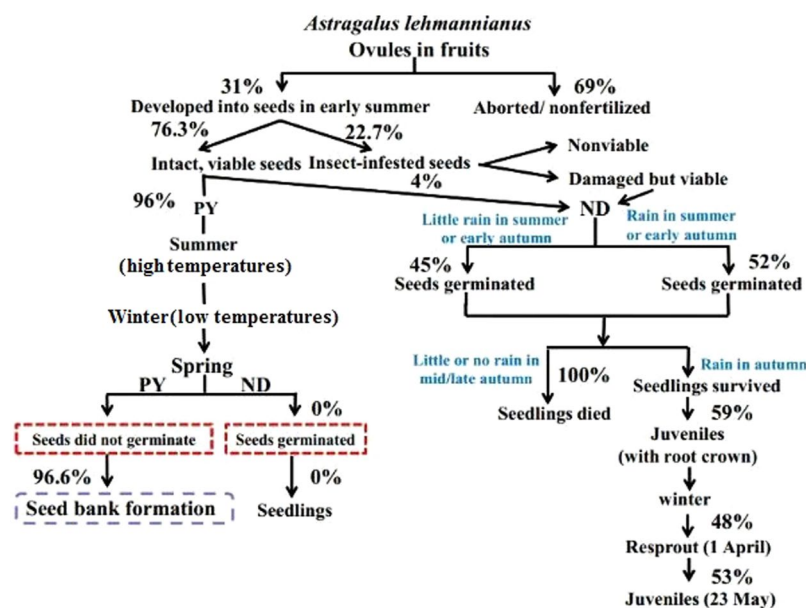 Astragalus lehmannianus
Ovules in fruits
31%
69%
Developed into seeds in early summer
Aborted/ nonfertilized
76.3%
22.7%
Nonviable
Intact, viable seeds
Insect-infested seeds
4%
Damaged but viable
96%
PY
ND
Little rain in summer
or early autumn
Rain in summer
or early autumn
Summer
(high temperatures)
45%
52%
Seeds germinated
Seeds germinated
Winter(low temperatures)
Spring
Little or no rain in
mid/late autumn
100%
Rain in autumn
PY
ND
Seedlings died
Seedlings survived
0%
59%
Seeds did not germinate
Seeds germinated
Juveniles
(with root crown)
96.6%
0%
winter
Seed bank formation
Seedlings
48%
Resprout (1 April)
53%
Juveniles (23 May)